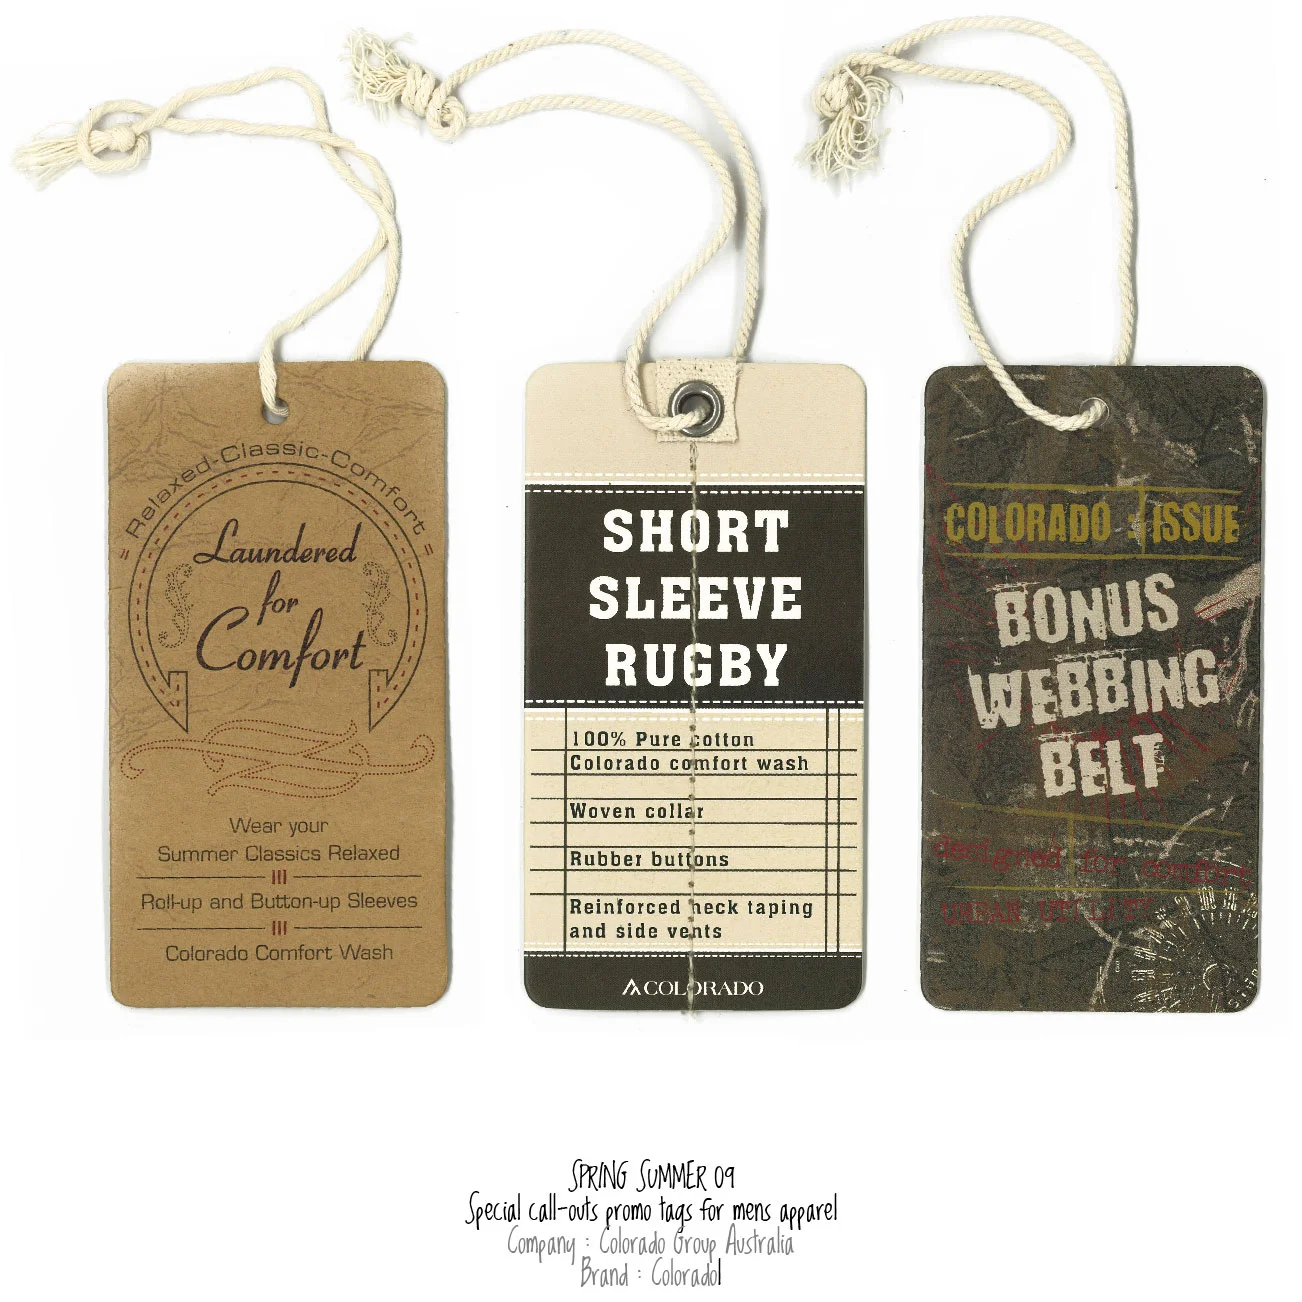 =Relaxed-Classic-Comfort=
Laundered
for
Comfort
Wear your
Summer Classics Relaxed
Roll-up and Button-up Sleeves
Colorado Comfort Wash
SHORT
SLEEVE
RUGBY
100% Pure cotton
Colorado comfort wash
Woven collar
Rubber buttons
Reinforced neck taping
and side vents
COLORADO
COLORADO : ISSUE
BONUS
WEBBING
BELT
designed for comfort
URBAN UTILITY
SPRING SUMMER 09
Special call-outs promo tags for mens apparel
Company : Colorado Group Australia
Brand : Colorado